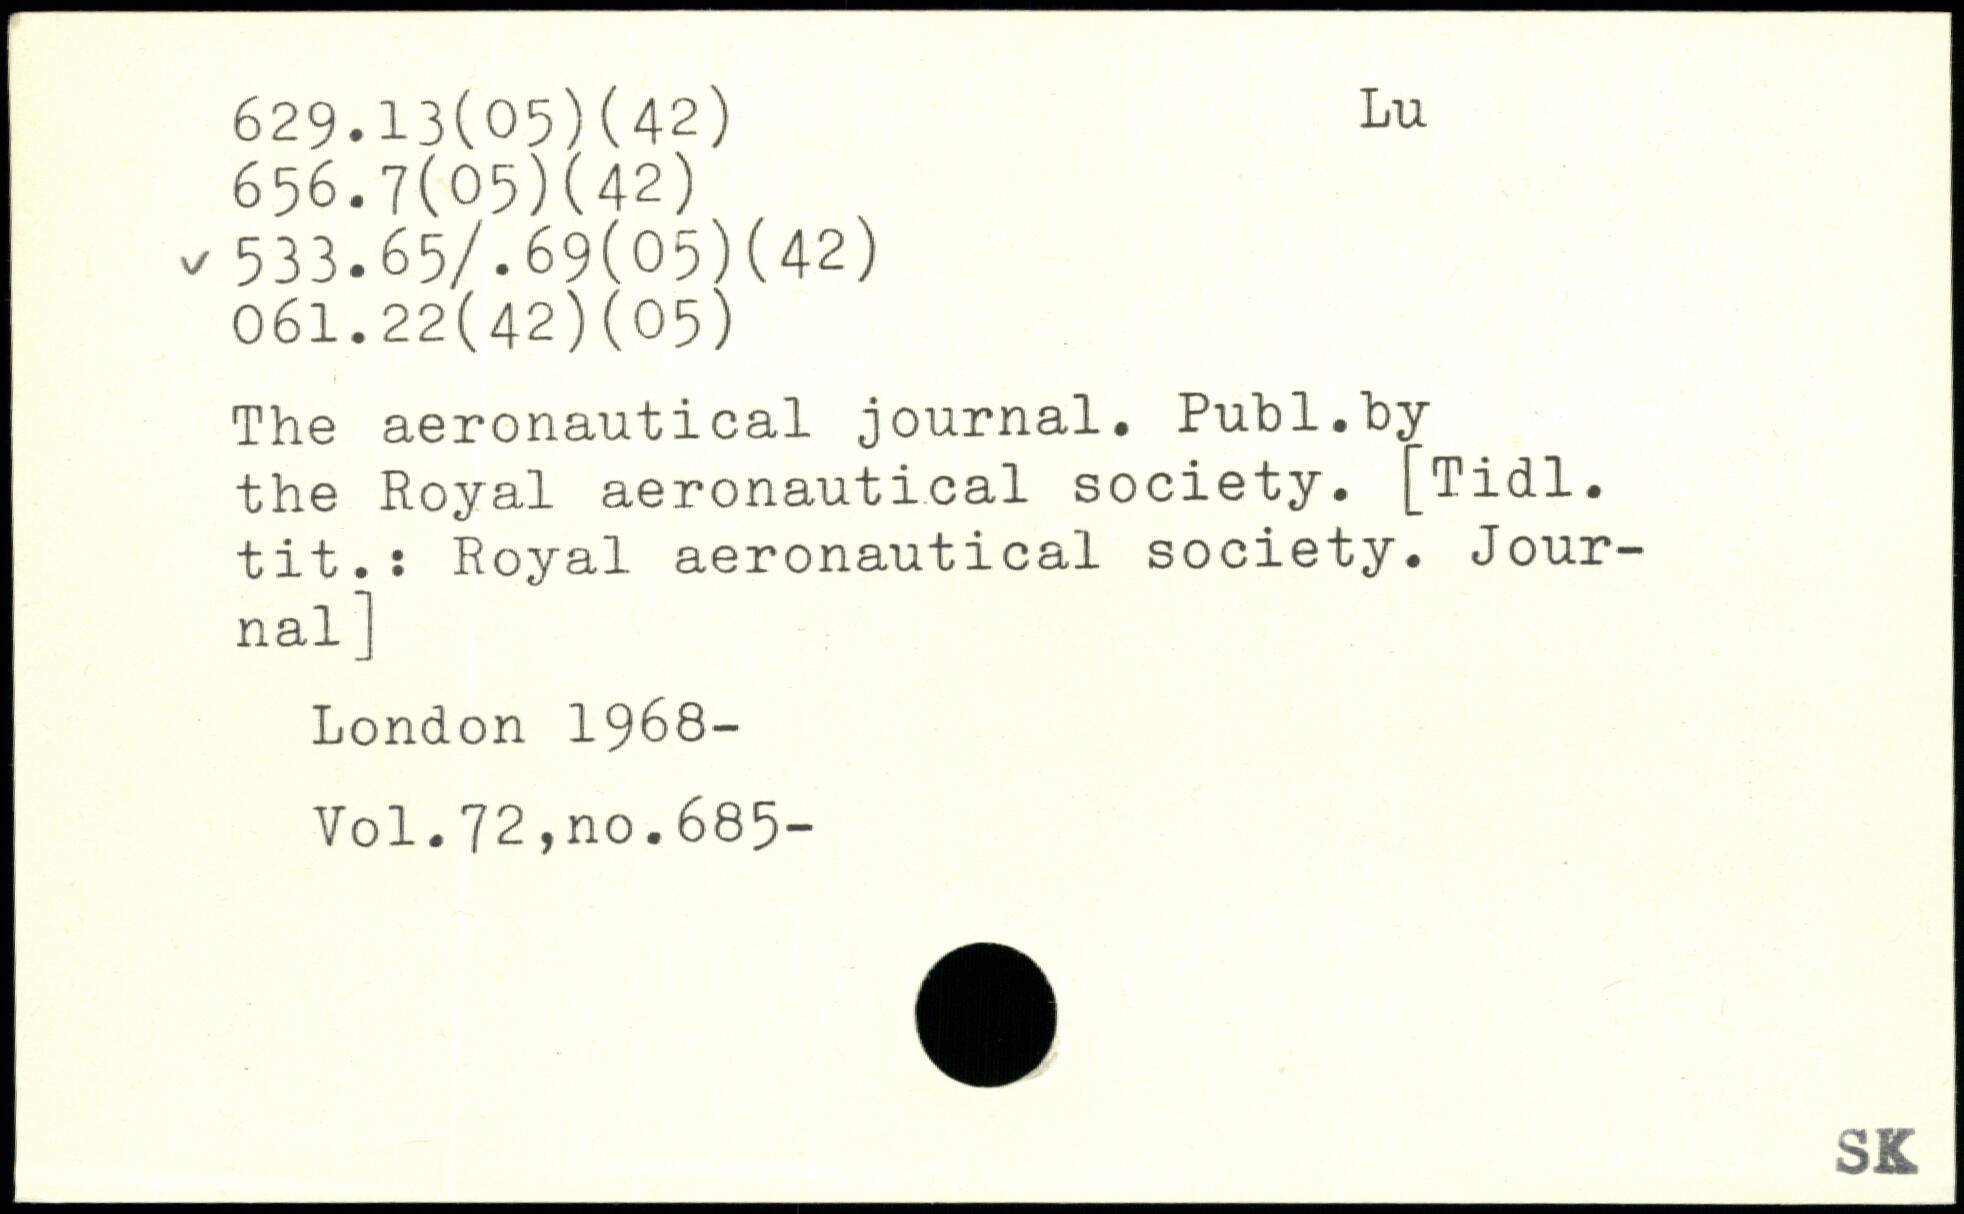 629.13(05)(42) Lu
656.7(05)(42)
✓ 533.65/.69(05)(42)
061.22(42)(05)
The aeronautical journal. Publ.by
the Royal aeronautical society. [Tidl.
tit.: Royal aeronautical society. Jour-
nal]
London 1968-
Vol.72,no.685-
SK